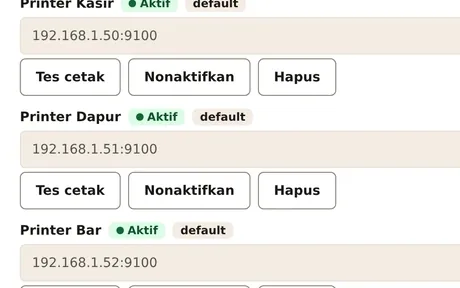 Printer Kasir Aktif default
192.168.1.50:9100
Tes cetak Nonaktifkan Hapus
Printer Dapur Aktif default
192.168.1.51:9100
Tes cetak Nonaktifkan Hapus
Printer Bar Aktif default
192.168.1.52:9100